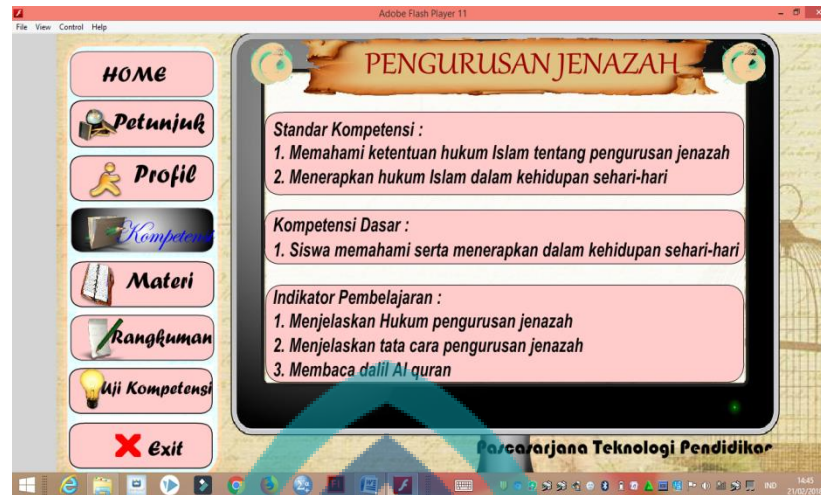 Adobe Flash Player 11
File View Control Help
HOME
Petunjuk
Profil
Kompetensi
Materi
Rangkuman
Uji Kompetensi
Exit
PENGURUSAN JENAZAH
Standar Kompetensi :
1. Memahami ketentuan hukum Islam tentang pengurusan jenazah
2. Menerapkan hukum Islam dalam kehidupan sehari-hari
Kompetensi Dasar :
1. Siswa memahami serta menerapkan dalam kehidupan sehari-hari
Indikator Pembelajaran :
1. Menjelaskan Hukum pengurusan jenazah
2. Menjelaskan tata cara pengurusan jenazah
3. Membaca dalil Al quran
Pascasarjana Teknologi Pendidikan
IND
14:45